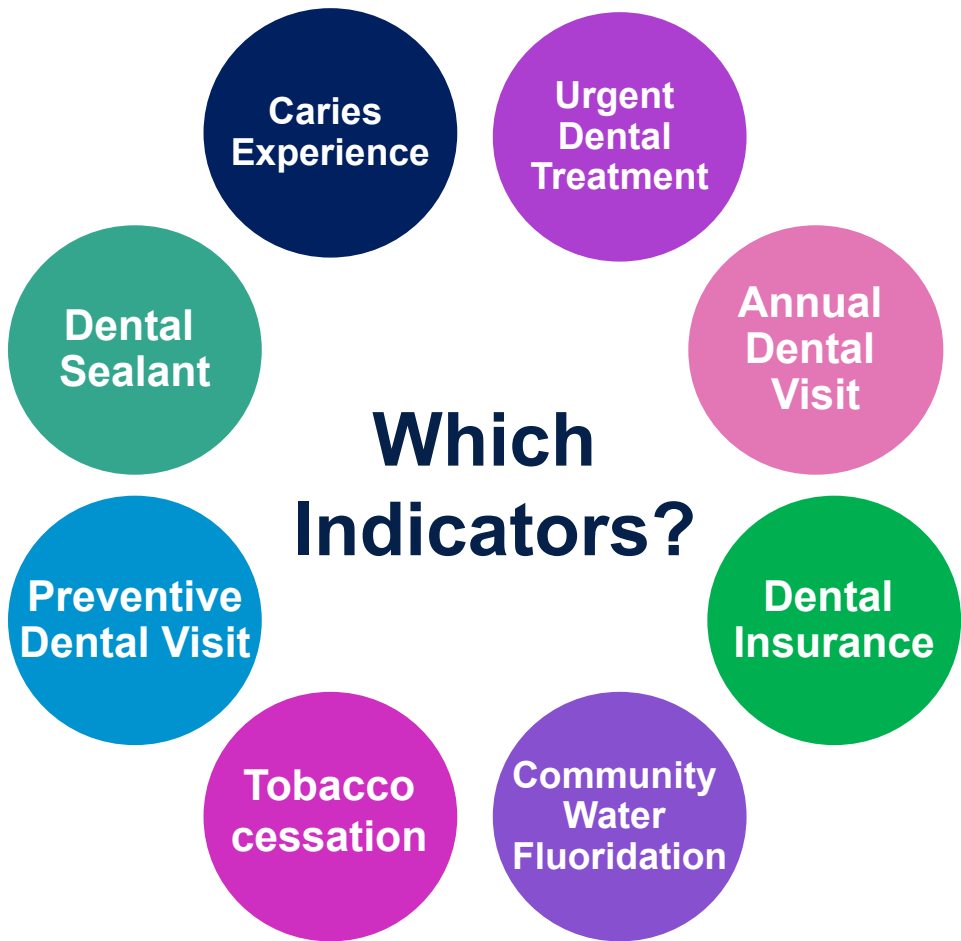 Caries
Experience
Urgent
Dental
Treatment
Dental
Sealant
Annual
Dental
Visit
Which
Indicators?
Preventive
Dental Visit
Dental
Insurance
Tobacco
cessation
Community
Water
Fluoridation